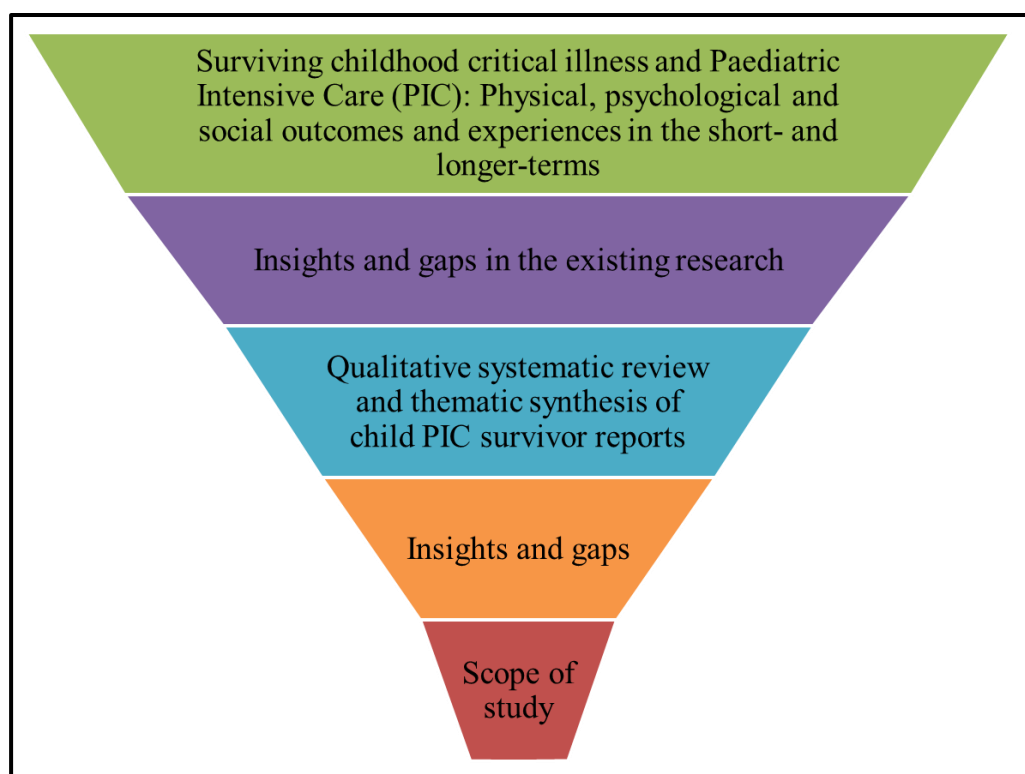 Surviving childhood critical illness and Paediatric
Intensive Care (PIC): Physical, psychological and
social outcomes and experiences in the short- and
longer-terms
Insights and gaps in the existing research
Qualitative systematic review
and thematic synthesis of
child PIC survivor reports
Insights and gaps
Scope of
study